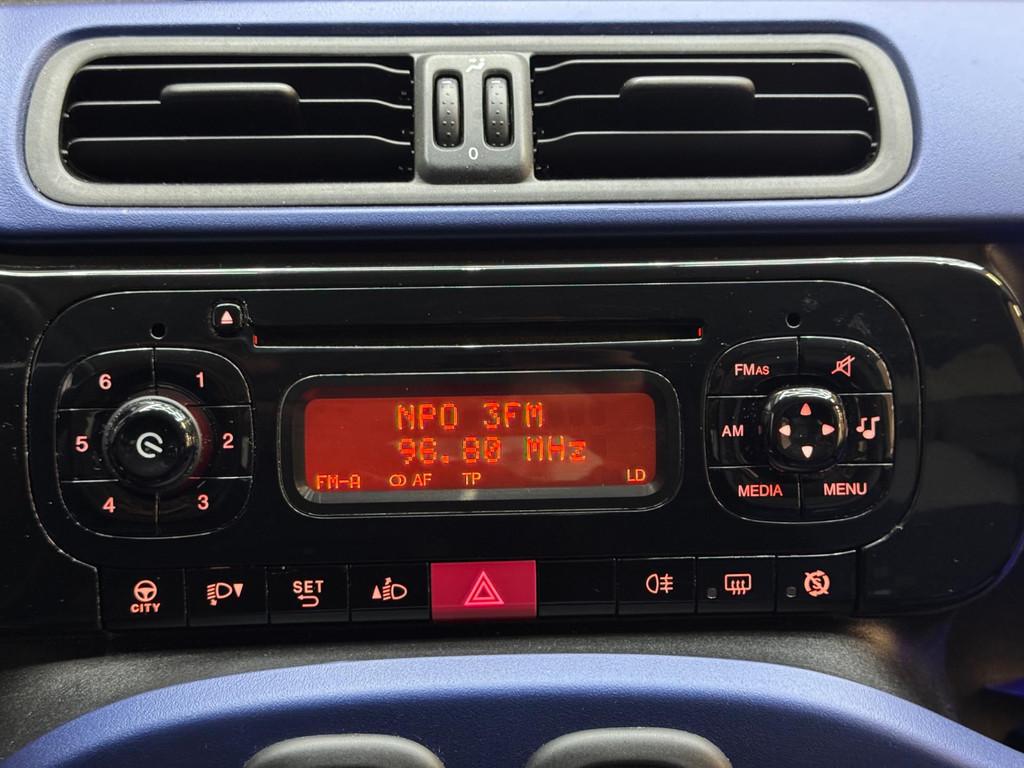 0
6 1
5 2
4 3
NPO 3FM
96.80 MHz
FM-A AF TP LD
FMAS
AM
MEDIA MENU
CITY
SET